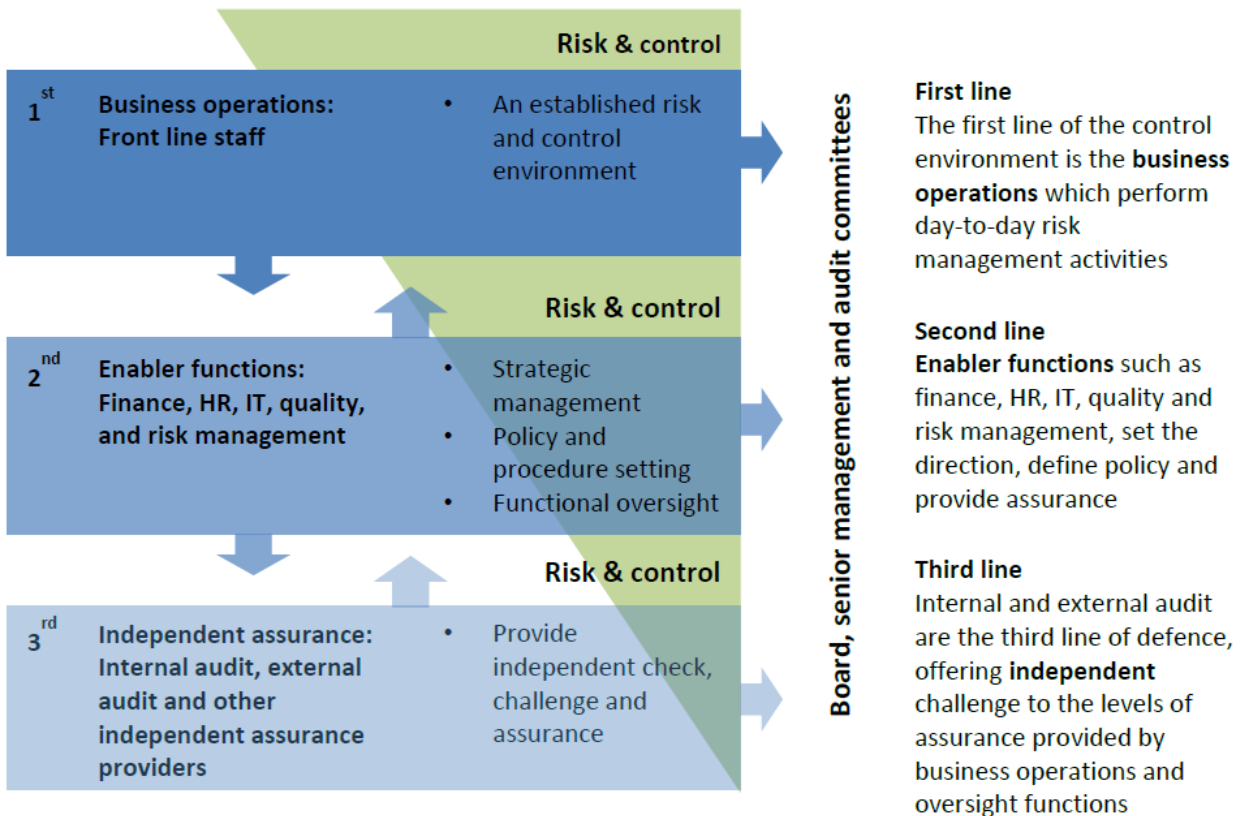 Risk & control
1st
Business operations:
Front line staff
• An established risk
and control
environment
Risk & control
2nd
Enabler functions:
Finance, HR, IT, quality,
and risk management
• Strategic
management
• Policy and
procedure setting
• Functional oversight
Risk & control
3rd
Independent assurance:
Internal audit, external
audit and other
independent assurance
providers
• Provide
independent check,
challenge and
assurance
Board, senior management and audit committees
First line
The first line of the control
environment is the business
operations which perform
day-to-day risk
management activities
Second line
Enabler functions such as
finance, HR, IT, quality and
risk management, set the
direction, define policy and
provide assurance
Third line
Internal and external audit
are the third line of defence,
offering independent
challenge to the levels of
assurance provided by
business operations and
oversight functions